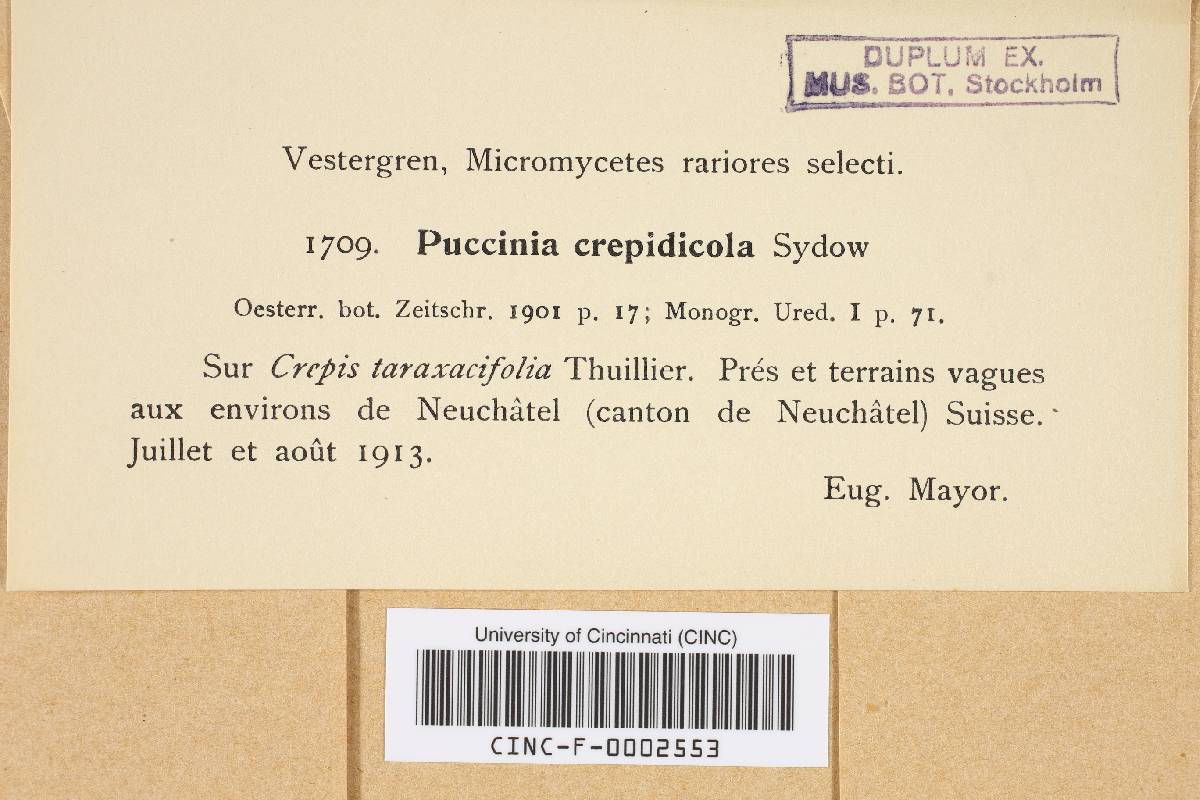 DUPLUM EX.
MUS. BOT. Stockholm
Vestergren, Micromycetes rariores selecti.
1709. Puccinia crepidicola Sydow
Oesterr. bot. Zeitschr. 1901 p. 17; Monogr. Ured. I p. 71.
Sur Crepis taraxacifolia Thuillier. Prés et terrains vagues
aux environs de Neuchâtel (canton de Neuchâtel) Suisse.
Juillet et août 1913.
Eug. Mayor.
University of Cincinnati (CINC)
CINC-F-0002553